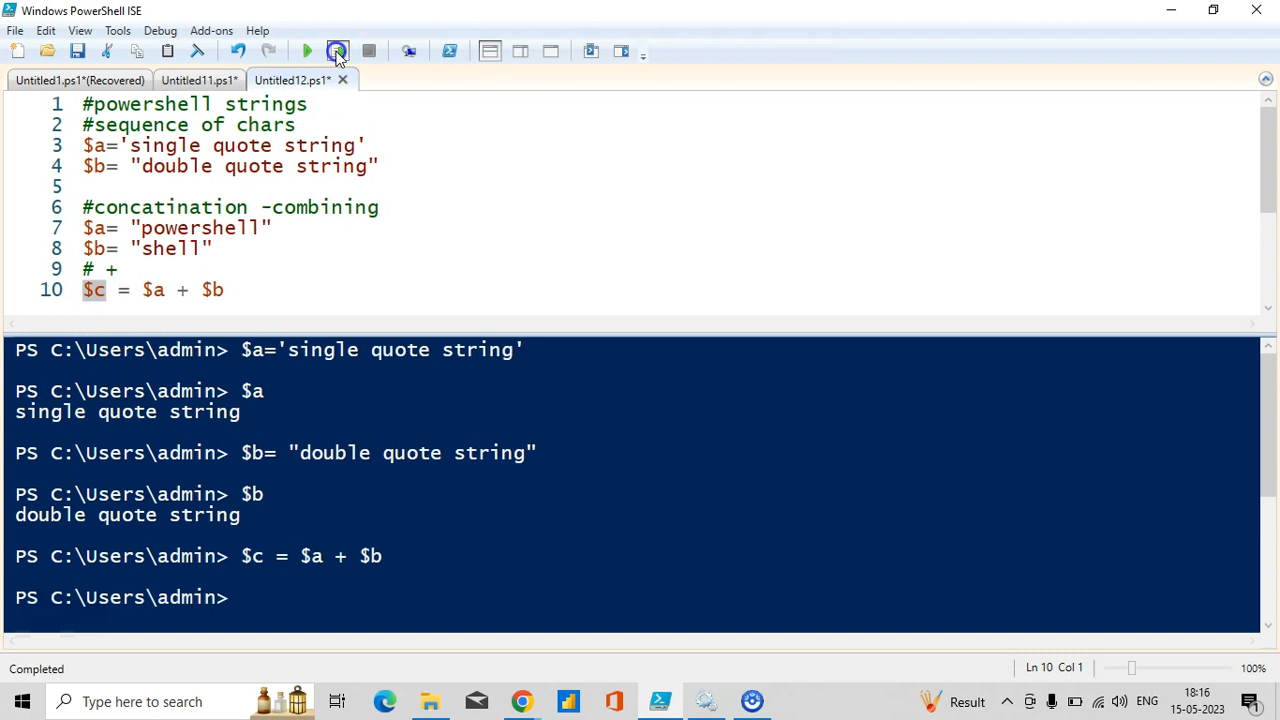 Windows PowerShell ISE
File Edit View Tools Debug Add-ons Help
Untitled1.ps1*(Recovered) Untitled11.ps1* Untitled12.ps1*
1 #powershell strings
2 #sequence of chars
3 $a='single quote string'
4 $b= "double quote string"
5
6 #concatination -combining
7 $a= "powershell"
8 $b= "shell"
9 # +
10 $c = $a + $b
PS C:\Users\admin> $a='single quote string'
PS C:\Users\admin> $a
single quote string
PS C:\Users\admin> $b= "double quote string"
PS C:\Users\admin> $b
double quote string
PS C:\Users\admin> $c = $a + $b
PS C:\Users\admin>
Completed Ln 10 Col 1 100%
Type here to search Result ENG 18:16
15-05-2023 1